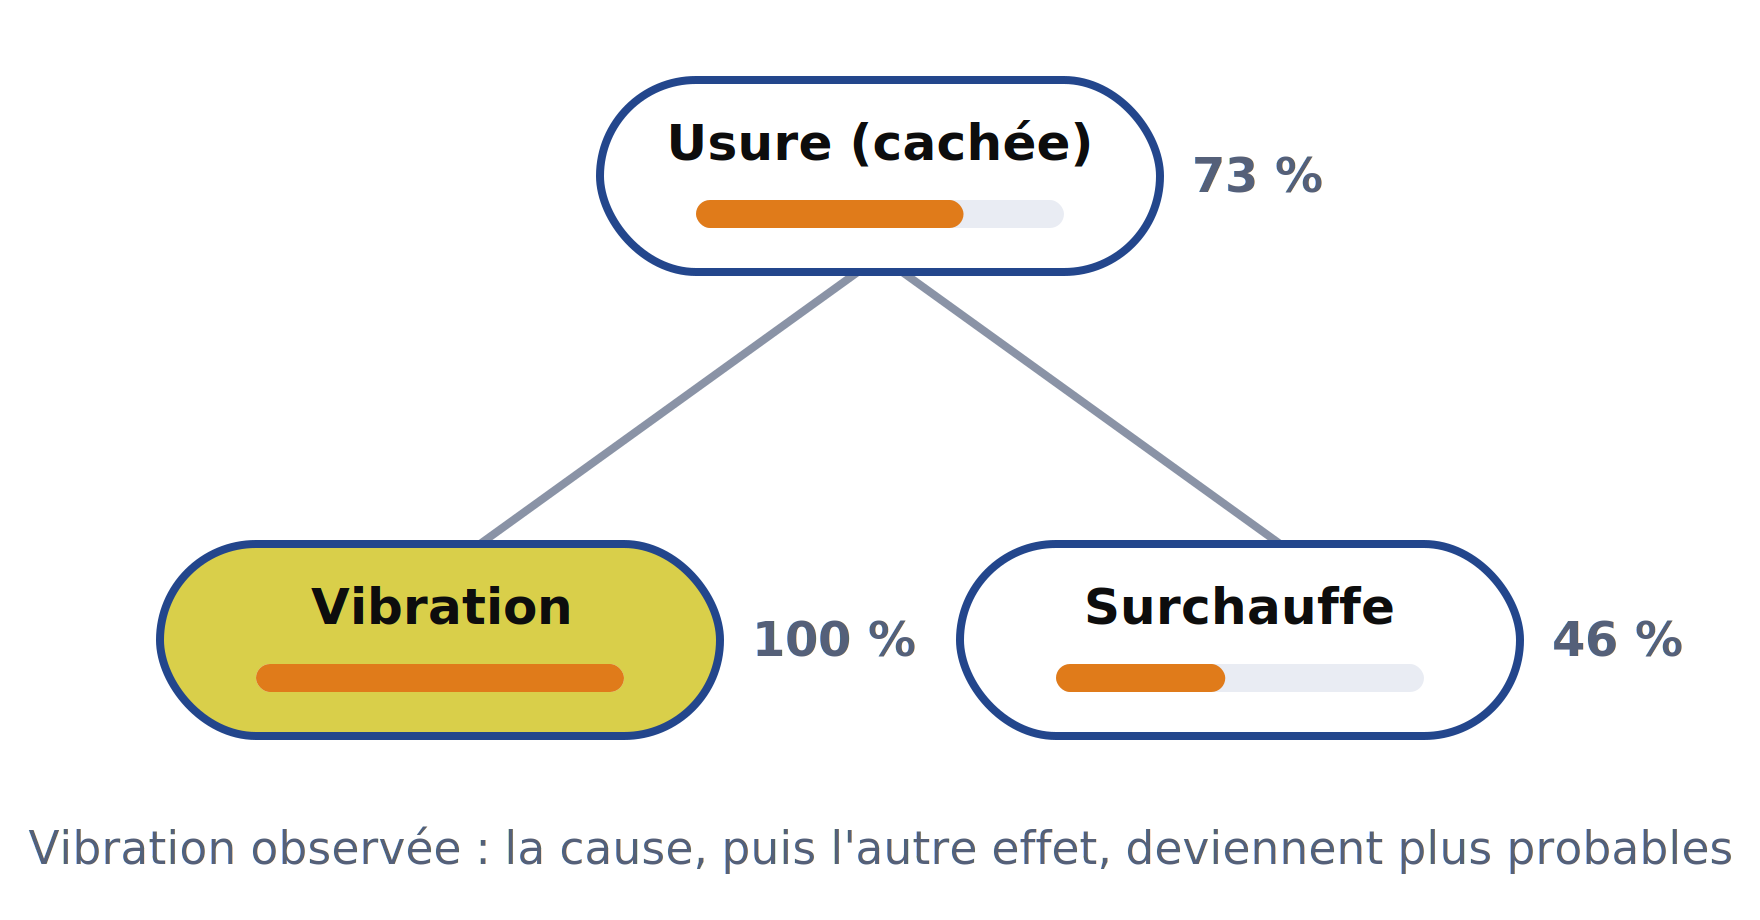 Usure (cachée)
73 %
Vibration
100 %
Surchauffe
46 %
Vibration observée : la cause, puis l'autre effet, deviennent plus probables